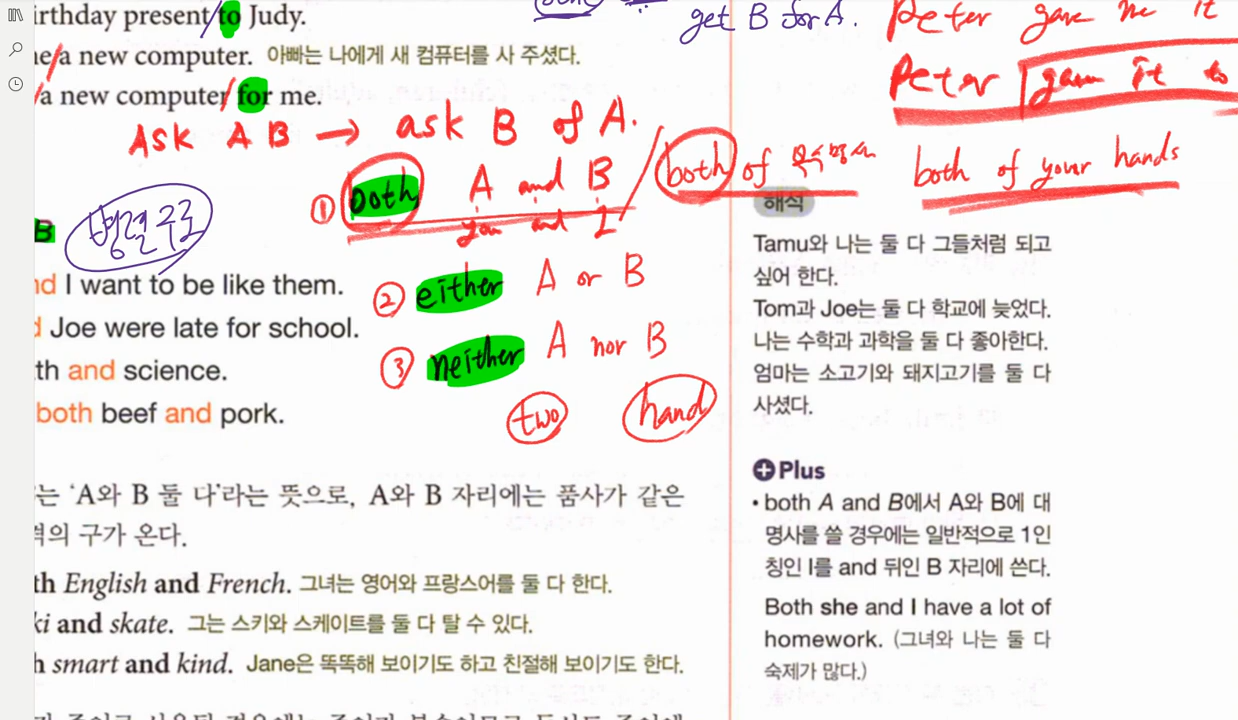 irthday present/to Judy.
get B for A.
Peter gave me it
ne/a new computer. 아빠는 나에게 새 컴퓨터를 사 주셨다.
Peter gave it to
/a new computer/for me.
ASK A B → ask B of A.
① both A and B / both of 복수명사
both of your hands
you and I
병렬구조
B
해석
Tamu와 나는 둘 다 그들처럼 되고
싶어 한다.
Tom과 Joe는 둘 다 학교에 늦었다.
나는 수학과 과학을 둘 다 좋아한다.
엄마는 소고기와 돼지고기를 둘 다
사셨다.
nd I want to be like them.
② either A or B
d Joe were late for school.
③ neither A nor B
th and science.
both beef and pork.
two hand
Plus
• both A and B에서 A와 B에 대
명사를 쓸 경우에는 일반적으로 1인
칭인 I를 and 뒤인 B 자리에 쓴다.
Both she and I have a lot of
homework. (그녀와 나는 둘 다
숙제가 많다.)
는 ‘A와 B 둘 다’라는 뜻으로, A와 B 자리에는 품사가 같은
격의 구가 온다.
th English and French. 그녀는 영어와 프랑스어를 둘 다 한다.
ki and skate. 그는 스키와 스케이트를 둘 다 탈 수 있다.
h smart and kind. Jane은 똑똑해 보이기도 하고 친절해 보이기도 한다.